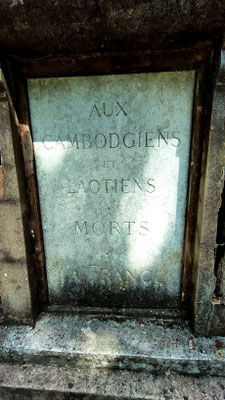 AUX
CAMBODGIENS
ET
LAOTIENS
MORTS
LA FRANCE